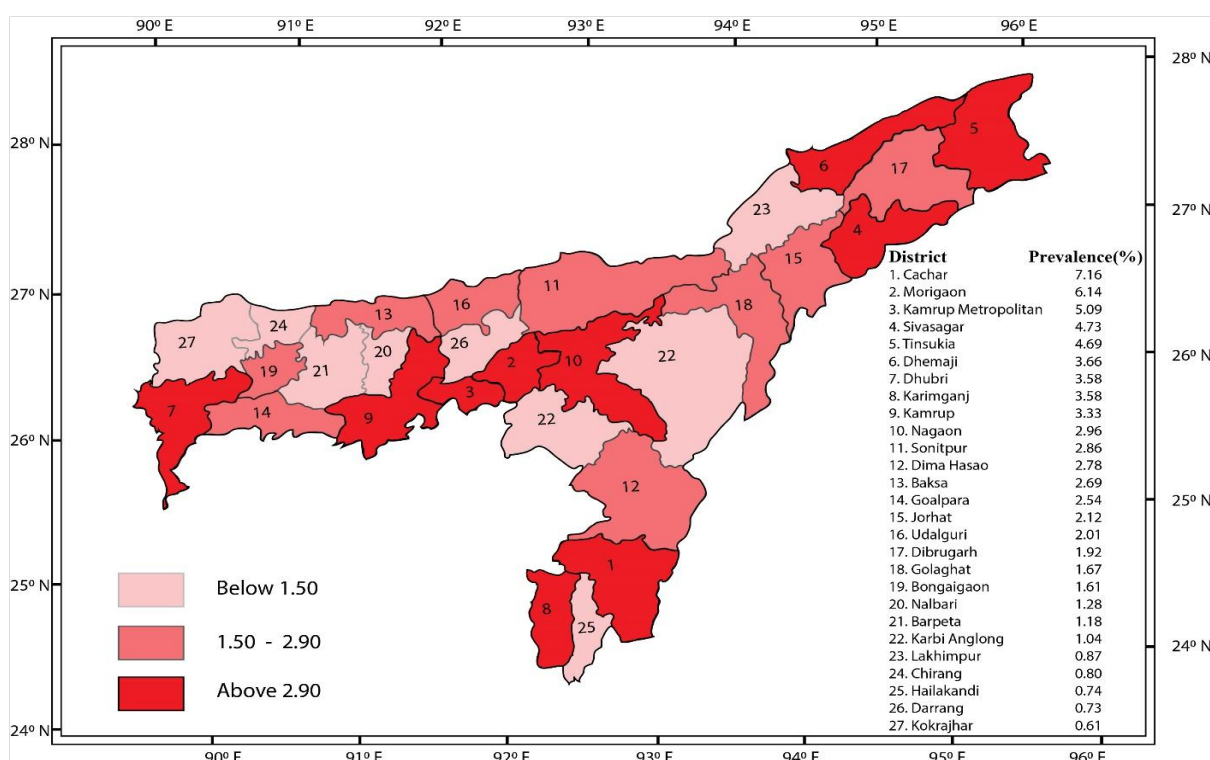 90º E 91º E 92º E 93º E 94º E 95º E 96º E
28º N
28º N
27º N
27º N
26º N
26º N
25º N
25º N
24º N
24º N
5
6
17
23
4
15
11
18
16
13
24
27
26
20
22
2
10
21
19
3
7
14
9
22
12
1
8
25
District Prevalence(%)
1. Cachar 7.16
2. Morigaon 6.14
3. Kamrup Metropolitan 5.09
4. Sivasagar 4.73
5. Tinsukia 4.69
6. Dhemaji 3.66
7. Dhubri 3.58
8. Karimganj 3.58
9. Kamrup 3.33
10. Nagaon 2.96
11. Sonitpur 2.86
12. Dima Hasao 2.78
13. Baksa 2.69
14. Goalpara 2.54
15. Jorhat 2.12
16. Udalguri 2.01
17. Dibrugarh 1.92
18. Golaghat 1.67
19. Bongaigaon 1.61
20. Nalbari 1.28
21. Barpeta 1.18
22. Karbi Anglong 1.04
23. Lakhimpur 0.87
24. Chirang 0.80
25. Hailakandi 0.74
26. Darrang 0.73
27. Kokrajhar 0.61
Below 1.50
1.50 - 2.90
Above 2.90
90º E 91º E 92º E 93º E 94º E 95º E 96º E